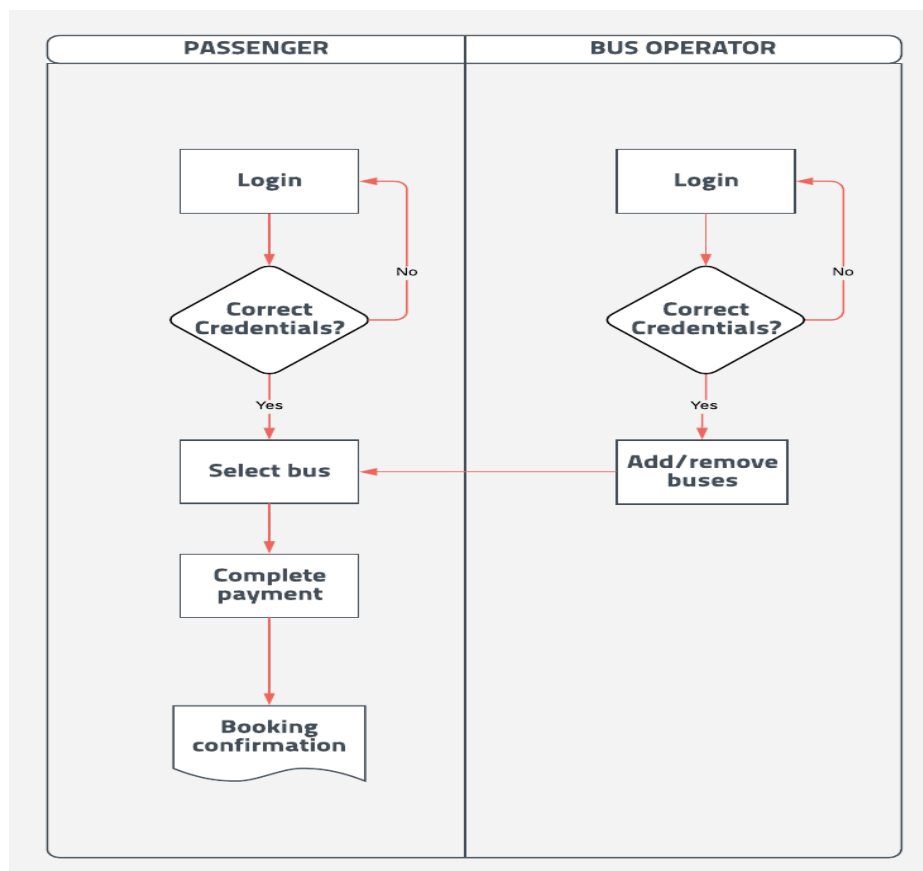 PASSENGER
BUS OPERATOR
Login
No
Correct
Credentials?
Yes
Select bus
Complete
payment
Booking
confirmation
Login
No
Correct
Credentials?
Yes
Add/remove
buses